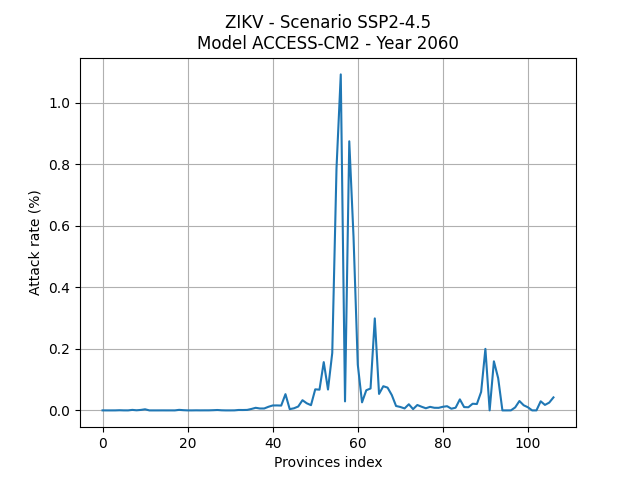 ZIKV - Scenario SSP2-4.5
Model ACCESS-CM2 - Year 2060
Attack rate (%)
1.0
0.8
0.6
0.4
0.2
0.0
0 20 40 60 80 100
Provinces index